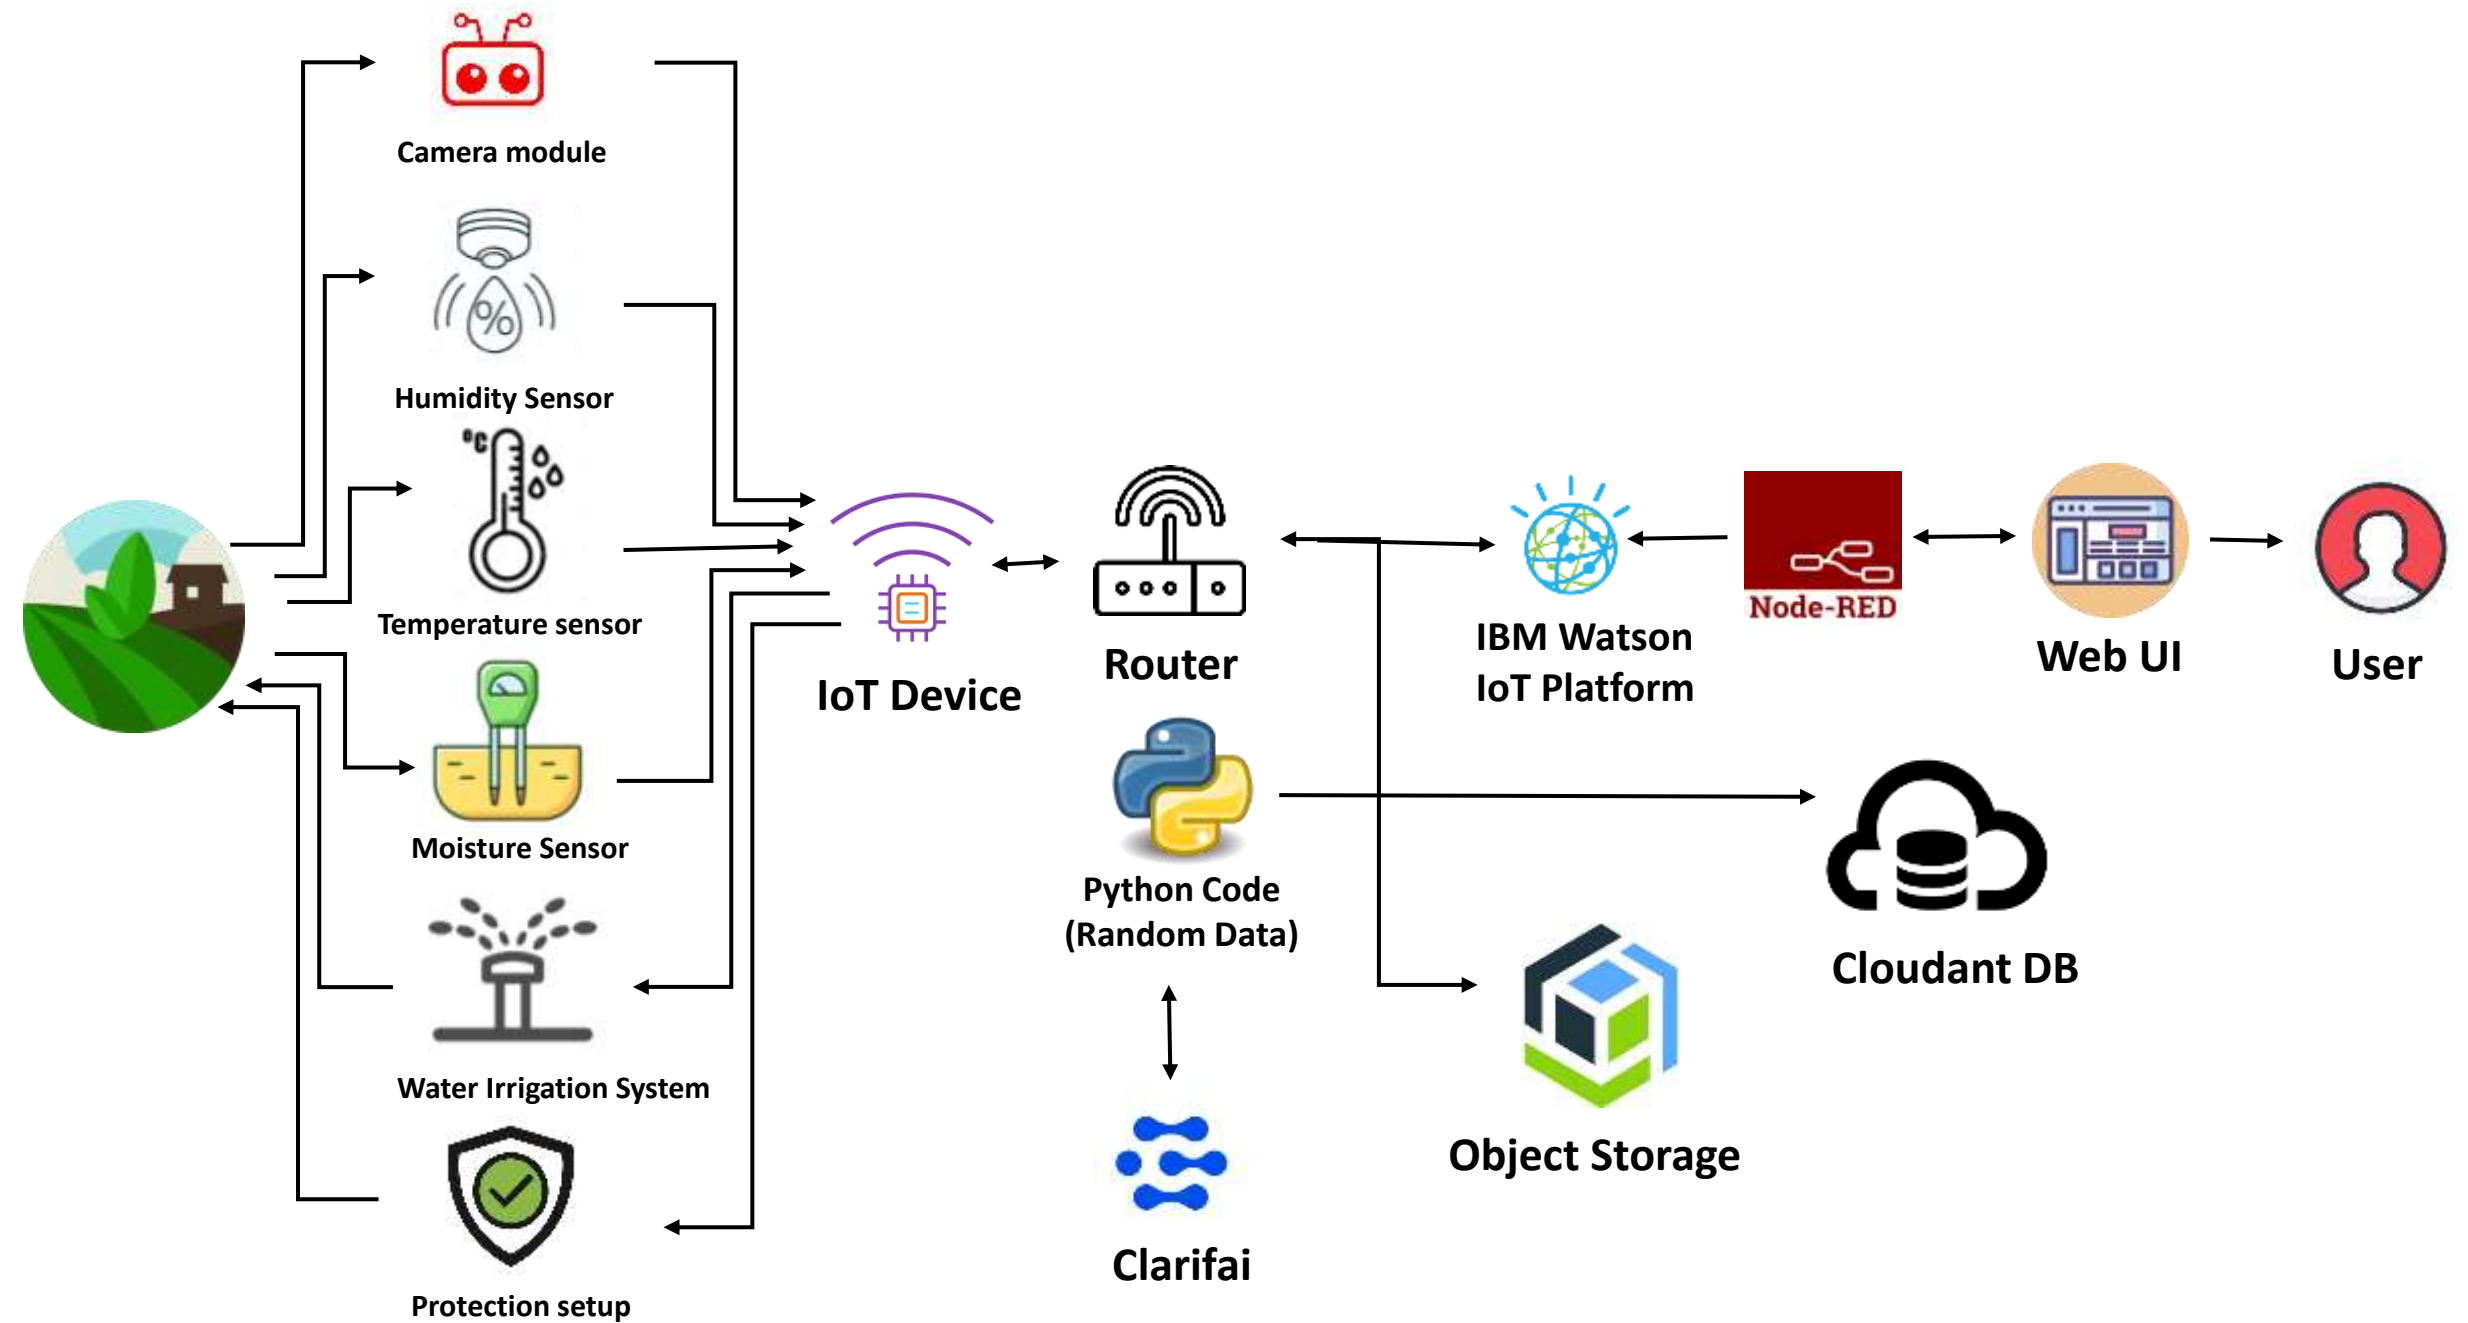 Camera module
%
Humidity Sensor
°C
Temperature sensor
Moisture Sensor
Water Irrigation System
Protection setup
IoT Device
Router
Python Code
(Random Data)
Clarifai
IBM Watson
IoT Platform
Node-RED
Web UI
User
Cloudant DB
Object Storage